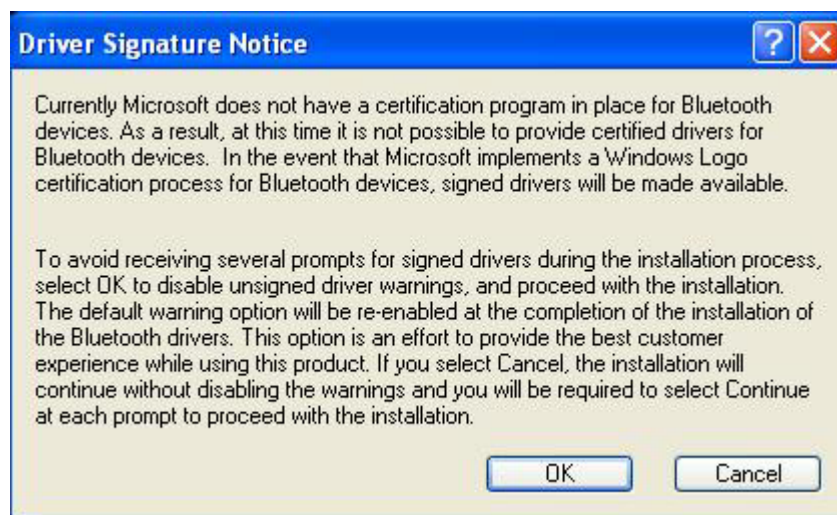 Driver Signature Notice
Currently Microsoft does not have a certification program in place for Bluetooth
devices. As a result, at this time it is not possible to provide certified drivers for
Bluetooth devices.  In the event that Microsoft implements a Windows Logo
certification process for Bluetooth devices, signed drivers will be made available.
To avoid receiving several prompts for signed drivers during the installation process,
select OK to disable unsigned driver warnings, and proceed with the installation.
The default warning option will be re-enabled at the completion of the installation of
the Bluetooth drivers. This option is an effort to provide the best customer
experience while using this product. If you select Cancel, the installation will
continue without disabling the warnings and you will be required to select Continue
at each prompt to proceed with the installation.
OK Cancel